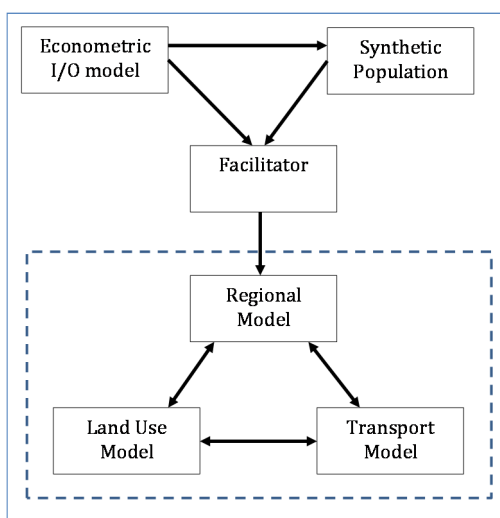 Econometric
I/O model
Synthetic
Population
Facilitator
Regional
Model
Land Use
Model
Transport
Model